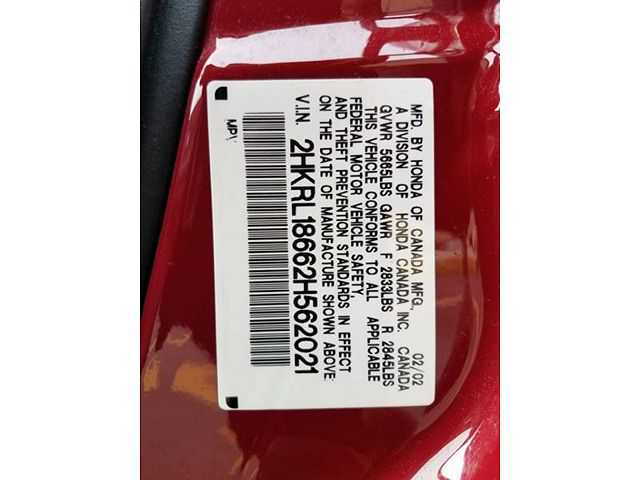 MFD. BY HONDA OF CANADA MFG., 02/02
A DIVISION OF HONDA CANADA INC. CANADA
GVWR 5665LBS GAWR F 2833LBS R 2845LBS
THIS VEHICLE CONFORMS TO ALL APPLICABLE
FEDERAL MOTOR VEHICLE SAFETY,
AND THEFT PREVENTION STANDARDS IN EFFECT
ON THE DATE OF MANUFACTURE SHOWN ABOVE.
V.I.N. 2HKRL18662H562021
MPV